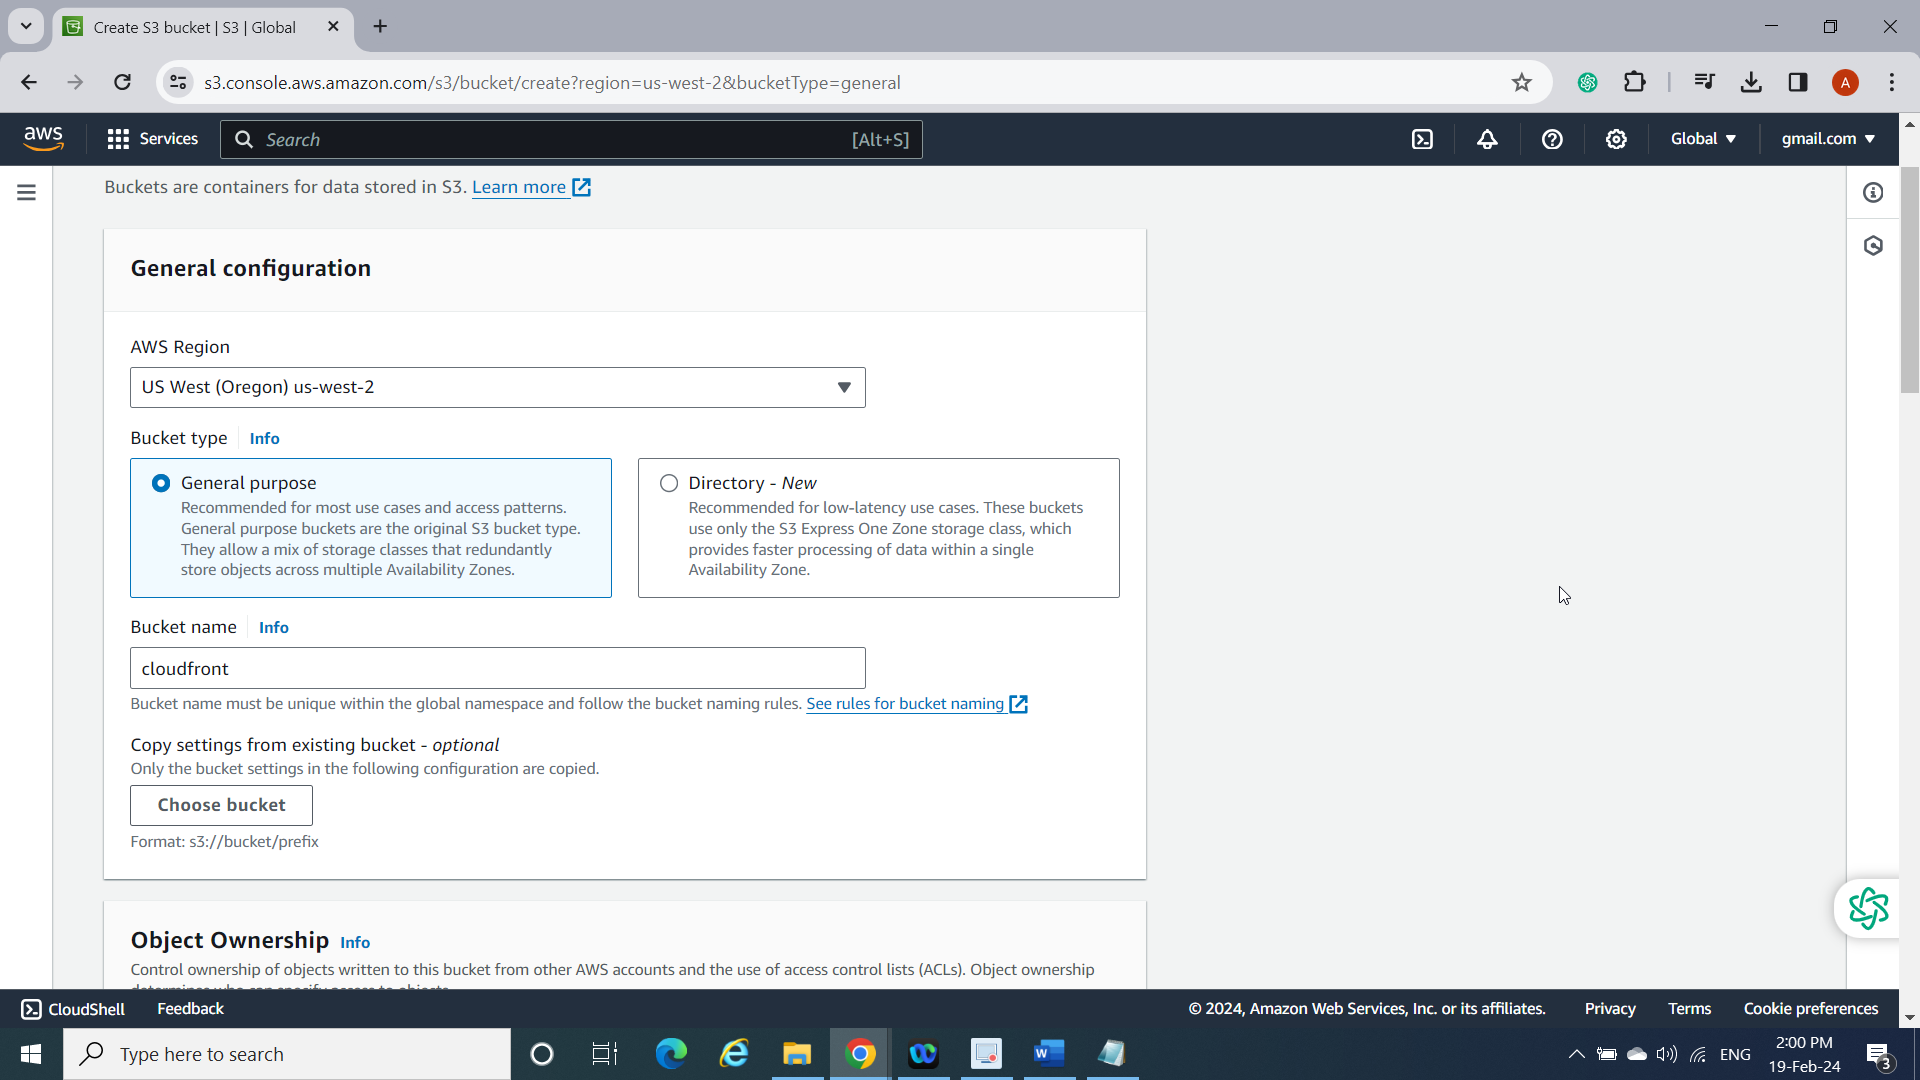 Create S3 bucket | S3 | Global
s3.console.aws.amazon.com/s3/bucket/create?region=us-west-2&bucketType=general
A
aws
Services
Search
[Alt+S]
Global
gmail.com
Buckets are containers for data stored in S3. Learn more
General configuration
AWS Region
US West (Oregon) us-west-2
Bucket type
Info
General purpose
Recommended for most use cases and access patterns.
General purpose buckets are the original S3 bucket type.
They allow a mix of storage classes that redundantly
store objects across multiple Availability Zones.
Directory - New
Recommended for low-latency use cases. These buckets
use only the S3 Express One Zone storage class, which
provides faster processing of data within a single
Availability Zone.
Bucket name
Info
cloudfront
Bucket name must be unique within the global namespace and follow the bucket naming rules. See rules for bucket naming
Copy settings from existing bucket - optional
Only the bucket settings in the following configuration are copied.
Choose bucket
Format: s3://bucket/prefix
Object Ownership
Info
Control ownership of objects written to this bucket from other AWS accounts and the use of access control lists (ACLs). Object ownership
determines who can specify access to objects.
CloudShell
Feedback
© 2024, Amazon Web Services, Inc. or its affiliates.
Privacy
Terms
Cookie preferences
Type here to search
ENG
2:00 PM
19-Feb-24
3